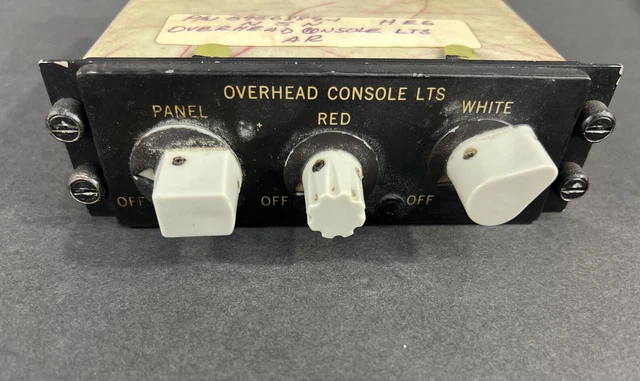 OVERHEAD CONSOLE LTS
AR
OVERHEAD CONSOLE LTS
PANEL
RED
WHITE
OFF
OFF
OFF